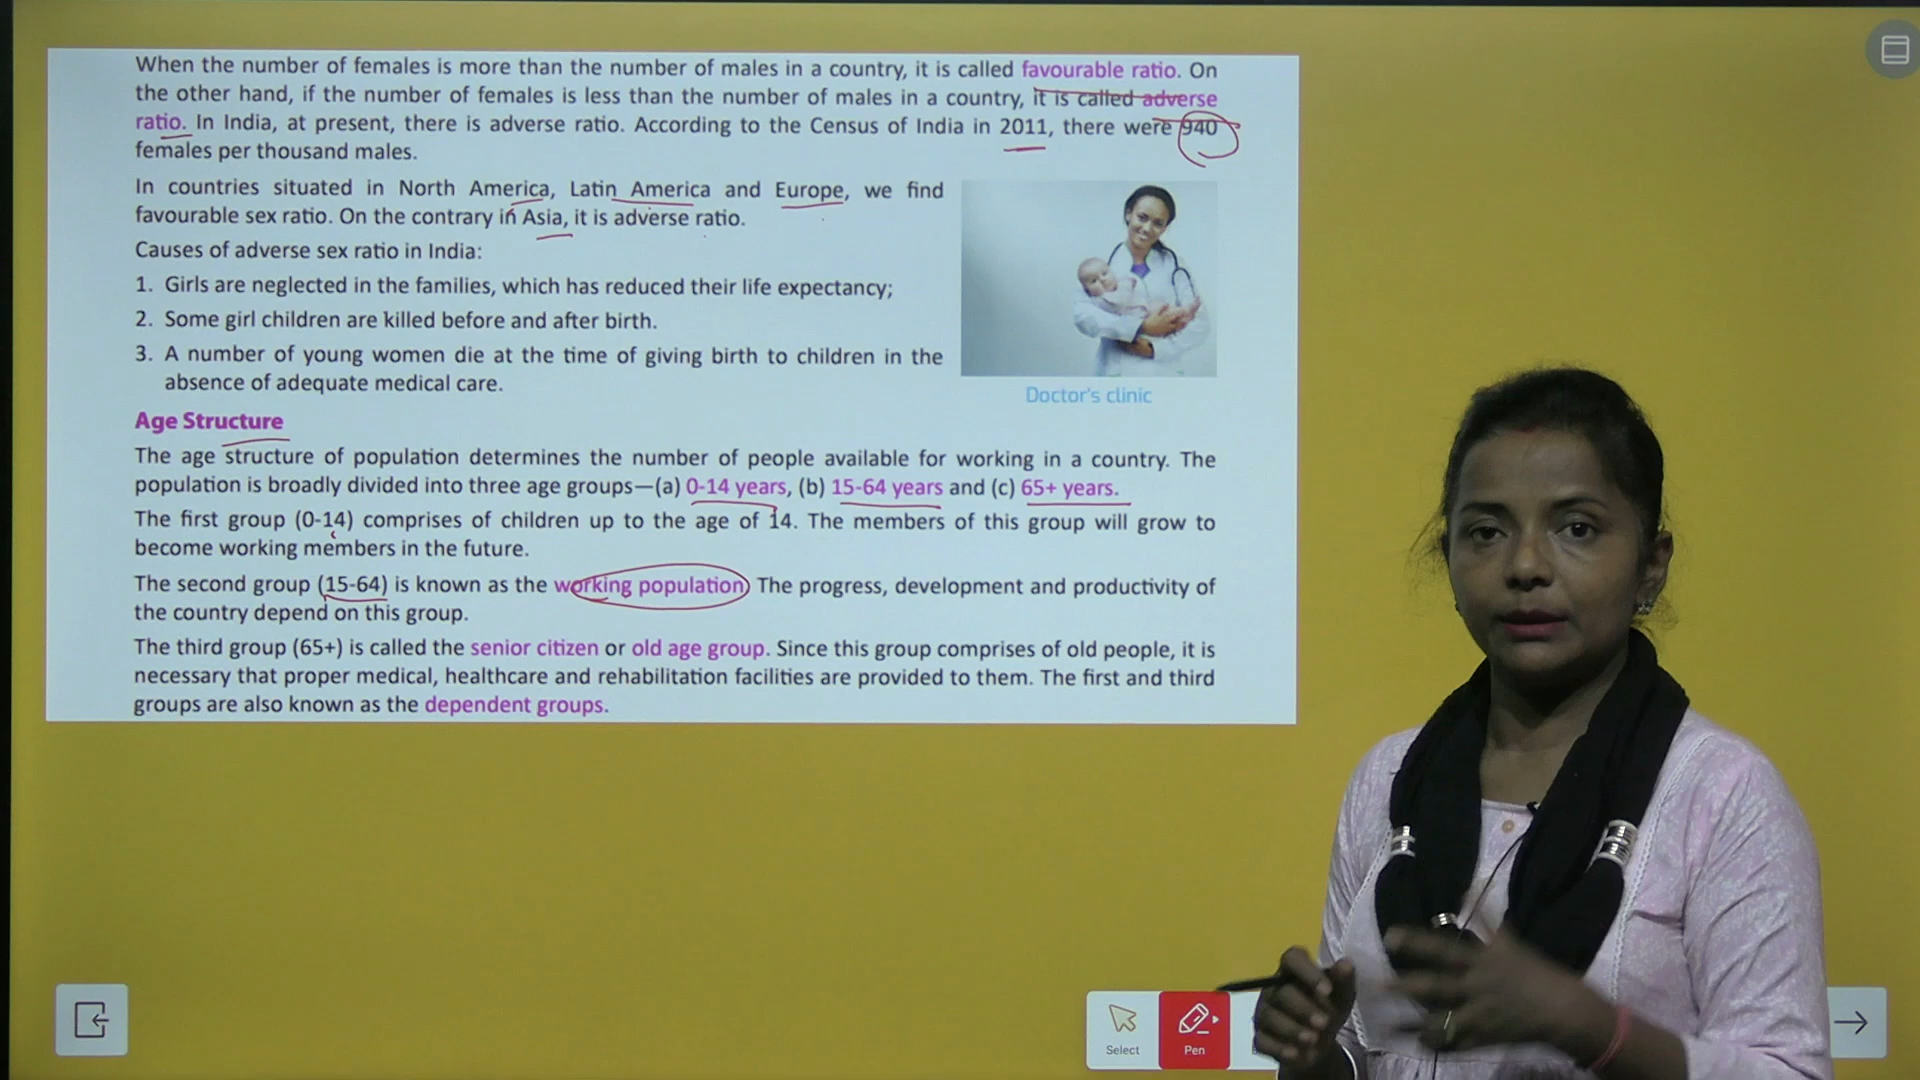 When the number of females is more than the number of males in a country, it is called favourable ratio. On
the other hand, if the number of females is less than the number of males in a country, it is called adverse
ratio. In India, at present, there is adverse ratio. According to the Census of India in 2011, there were 940
females per thousand males.
In countries situated in North America, Latin America and Europe, we find
favourable sex ratio. On the contrary in Asia, it is adverse ratio.
Causes of adverse sex ratio in India:
1. Girls are neglected in the families, which has reduced their life expectancy;
2. Some girl children are killed before and after birth.
3. A number of young women die at the time of giving birth to children in the
absence of adequate medical care.
Doctor's clinic
Age Structure
The age structure of population determines the number of people available for working in a country. The
population is broadly divided into three age groups—(a) 0-14 years, (b) 15-64 years and (c) 65+ years.
The first group (0-14) comprises of children up to the age of 14. The members of this group will grow to
become working members in the future.
The second group (15-64) is known as the working population. The progress, development and productivity of
the country depend on this group.
The third group (65+) is called the senior citizen or old age group. Since this group comprises of old people, it is
necessary that proper medical, healthcare and rehabilitation facilities are provided to them. The first and third
groups are also known as the dependent groups.
Select
Pen